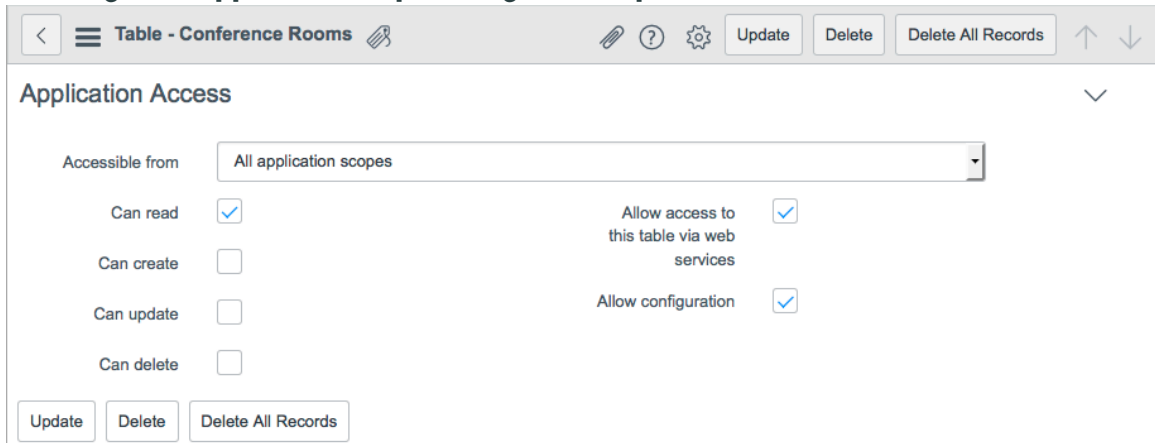 Table - Conference Rooms
? Update Delete Delete All Records
Application Access
Accessible from All application scopes
Can read
Allow access to
this table via web
services
Can create
Allow configuration
Can update
Can delete
Update Delete Delete All Records